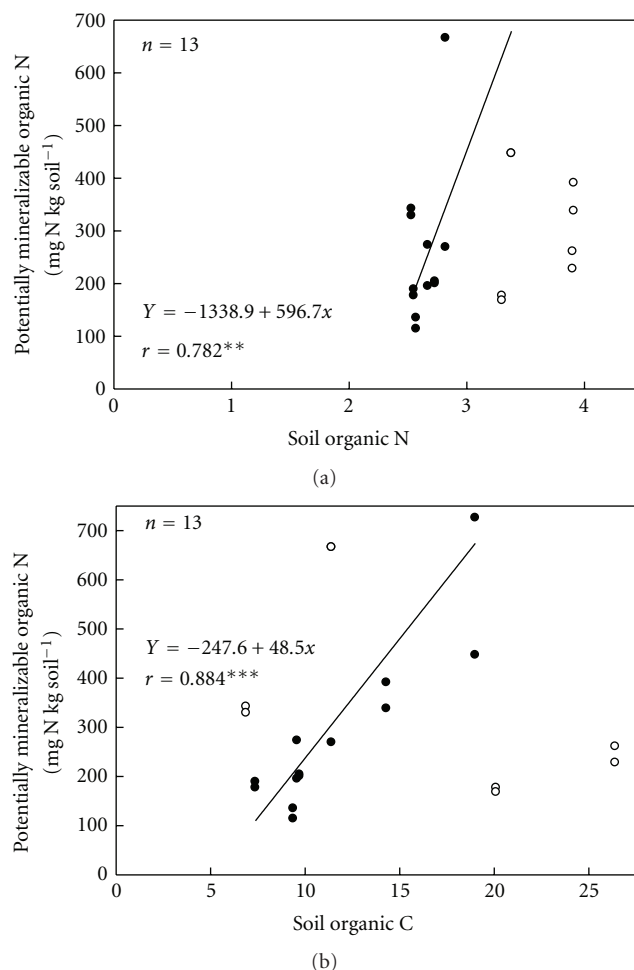 700
600
500
400
300
200
100
0
Potentially mineralizable organic N
(mg N kg soil⁻¹)
n = 13
Y = −1338.9 + 596.7x
r = 0.782**
0 1 2 3 4
Soil organic N
(a)
700
600
500
400
300
200
100
0
Potentially mineralizable organic N
(mg N kg soil⁻¹)
n = 13
Y = −247.6 + 48.5x
r = 0.884***
0 5 10 15 20 25
Soil organic C
(b)